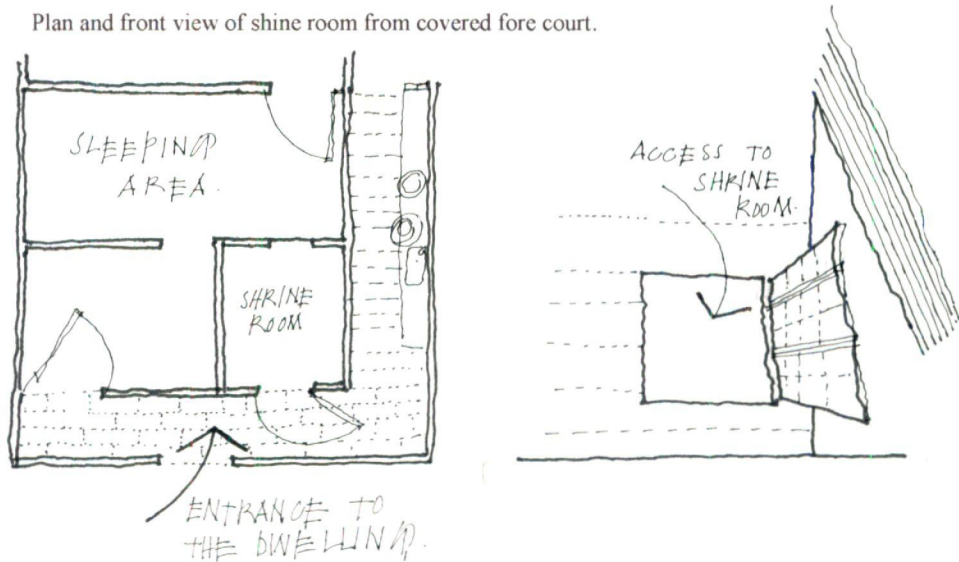 Plan and front view of shine room from covered fore court.
SLEEPING
AREA.
SHRINE
ROOM
ENTRANCE TO
THE DWELLING.
ACCESS TO
SHRINE
ROOM.